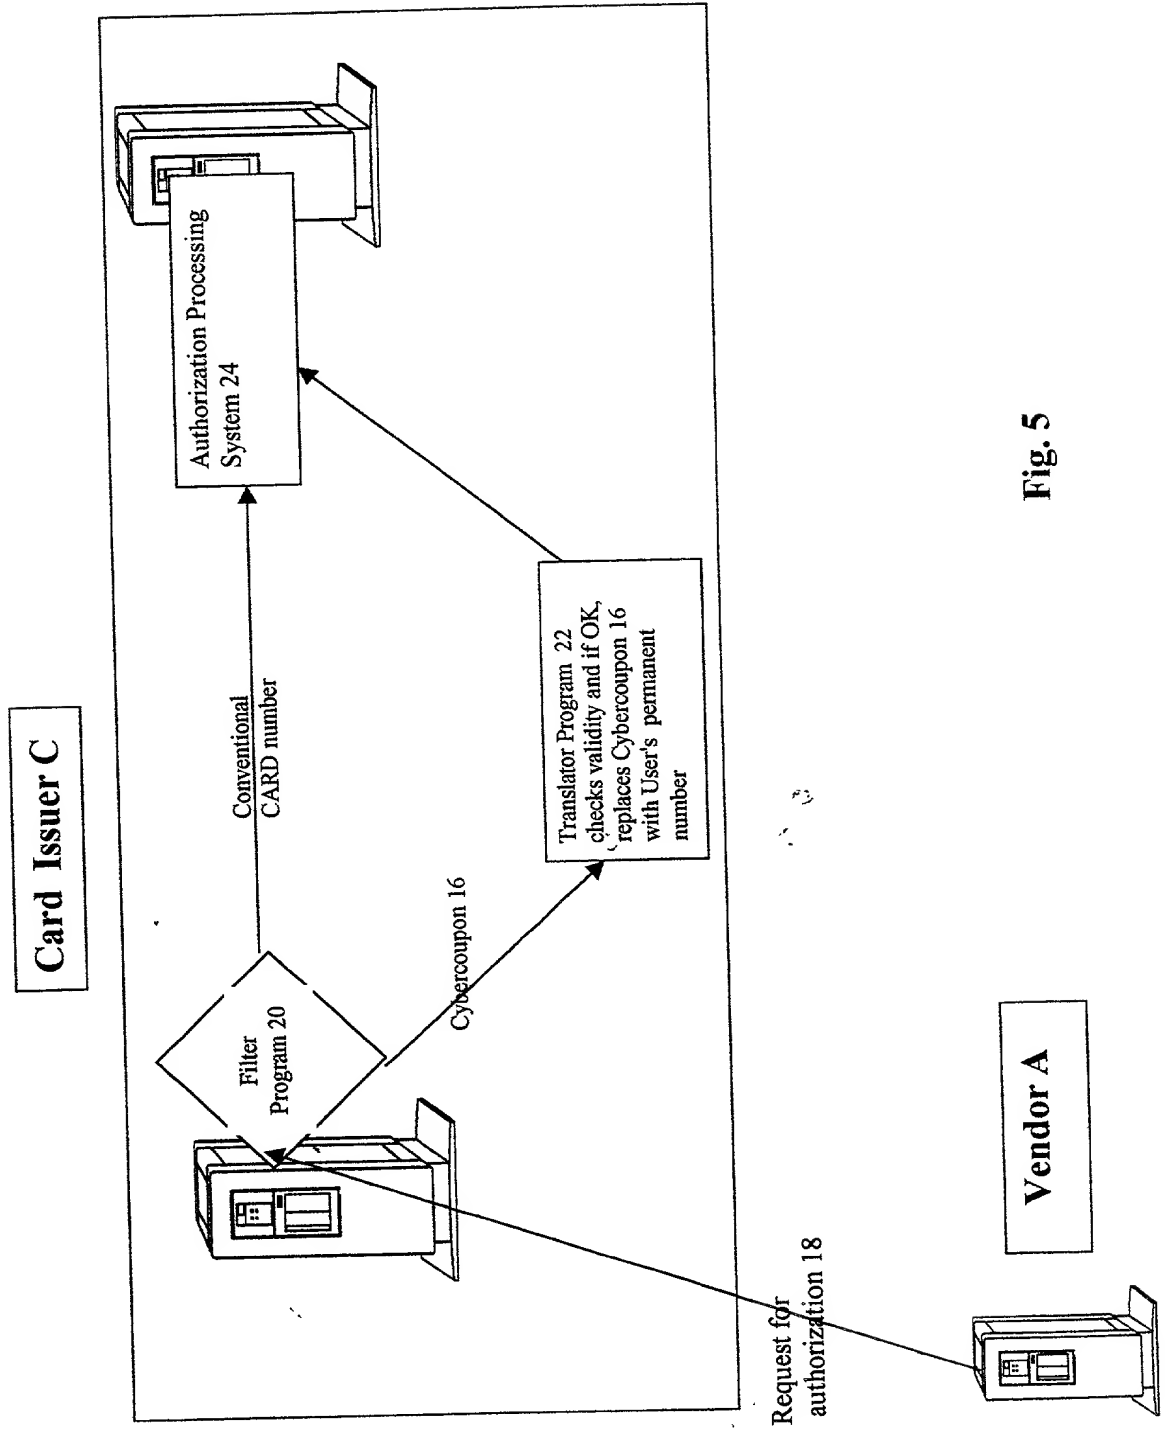 Card Issuer C
Filter
Program 20
Conventional
CARD number
Authorization Processing
System 24
Cybercoupon 16
Translator Program 22
checks validity and if OK,
replaces Cybercoupon 16
with User's permanent
number
Request for
authorization 18
Vendor A
Fig. 5